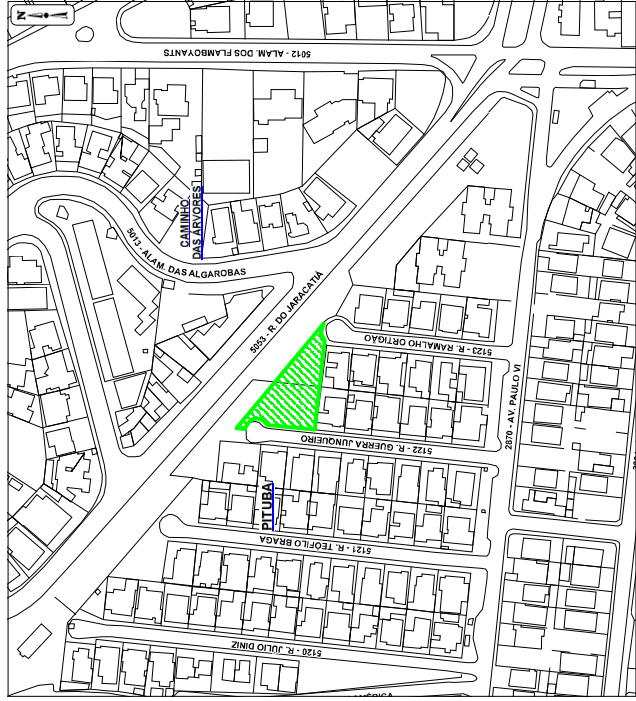 N
5012 - ALAM. DOS FLAMBOYANTS
CAMINHO
DAS ÁRVORES
5013 - ALAM. DAS ALGAROBAS
5053 - R. DO JARACATIÁ
5123 - R. RAMALHO ORTIGÃO
2870 - AV. PAULO VI
5122 - R. GUERRA JUNQUEIRO
PITUBA
5121 - R. TEÓFILO BRAGA
5120 - R. JULIO DINIZ